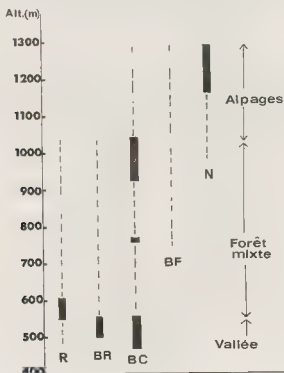 Alt.(m)
1300
1200
1100
1000
900
800
700
600
500
400
R
BR
BC
BF
N
Alpages
Forêt
mixte
Vallée